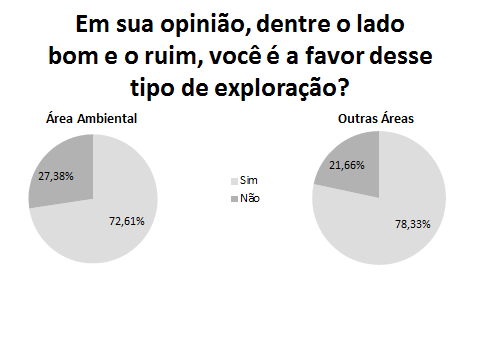 Em sua opinião, dentre o lado
bom e o ruim, você é a favor desse
tipo de exploração?
Área Ambiental
27,38%
72,61%
Sim
Não
Outras Áreas
21,66%
78,33%